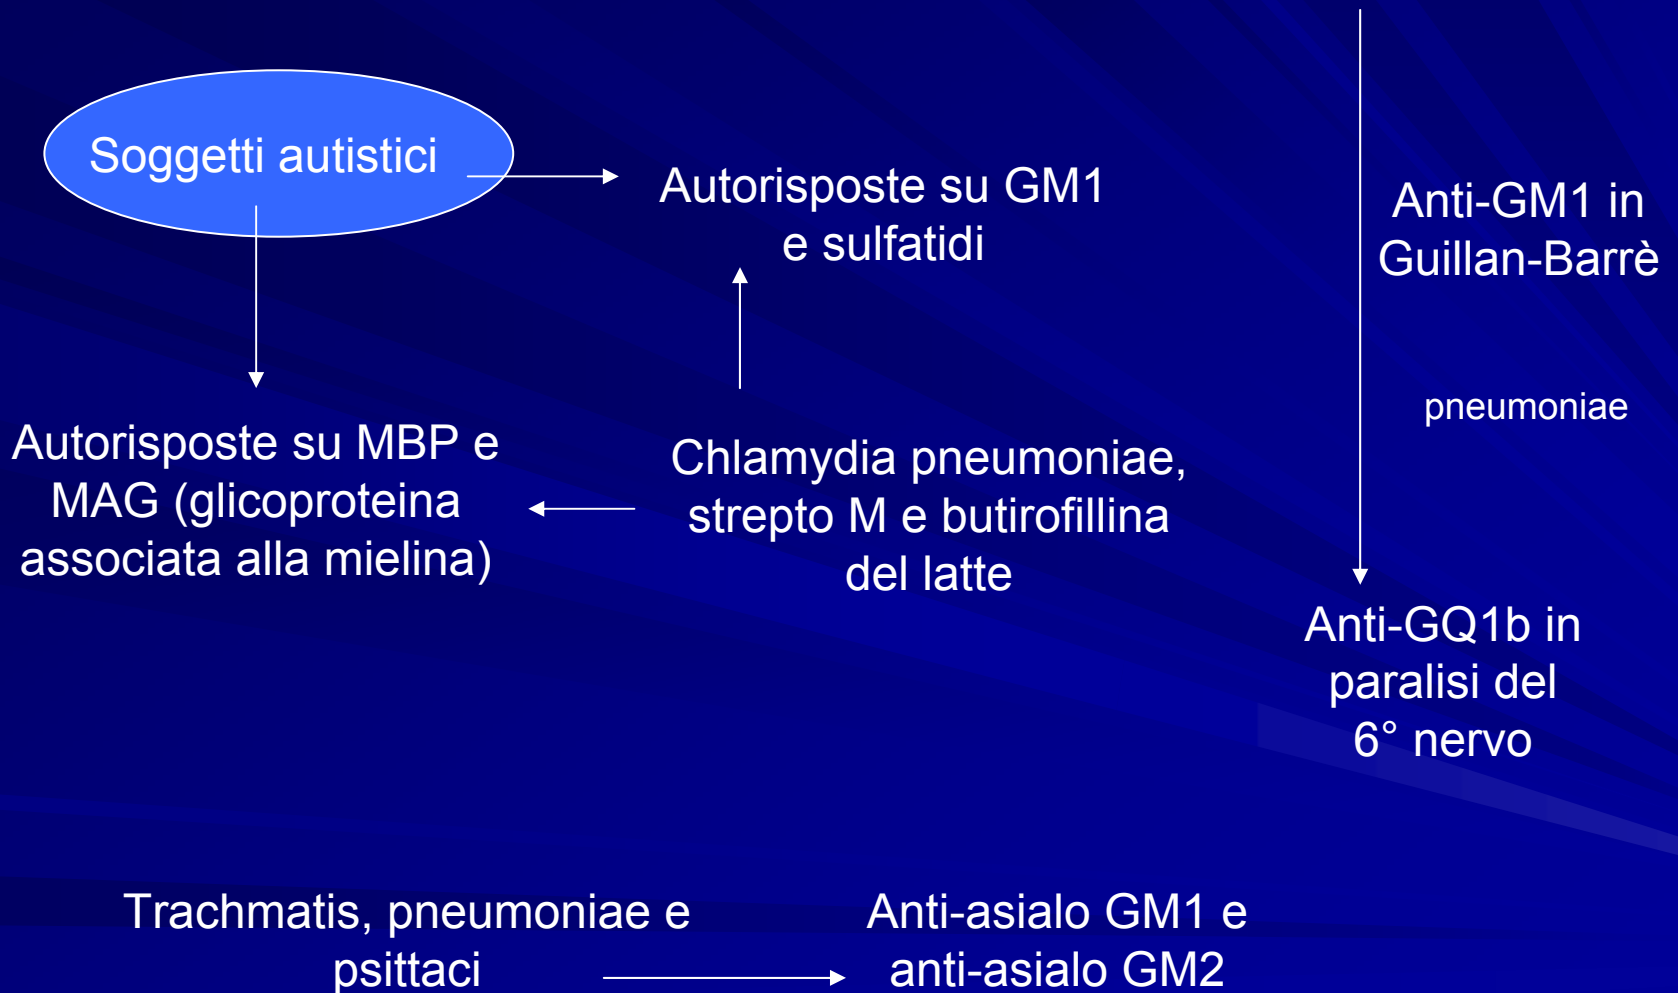 Soggetti autistici
Autorisposte su GM1
e sulfatidi
Anti-GM1 in
Guillan-Barrè
pneumoniae
Autorisposte su MBP e
MAG (glicoproteina
associata alla mielina)
Chlamydia pneumoniae,
strepto M e butirofillina
del latte
Anti-GQ1b in
paralisi del
6° nervo
Trachmatis, pneumoniae e
psittaci
Anti-asialo GM1 e
anti-asialo GM2